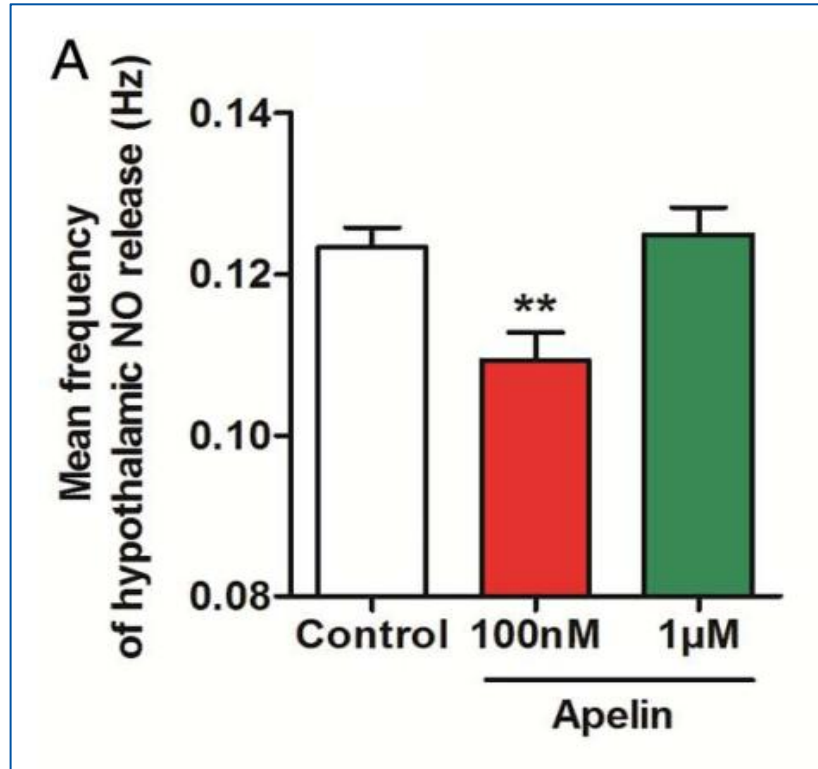 A
Mean frequency
of hypothalamic NO release (Hz)
0.14
0.12
0.10
0.08
**
Control 100nM 1µM
Apelin